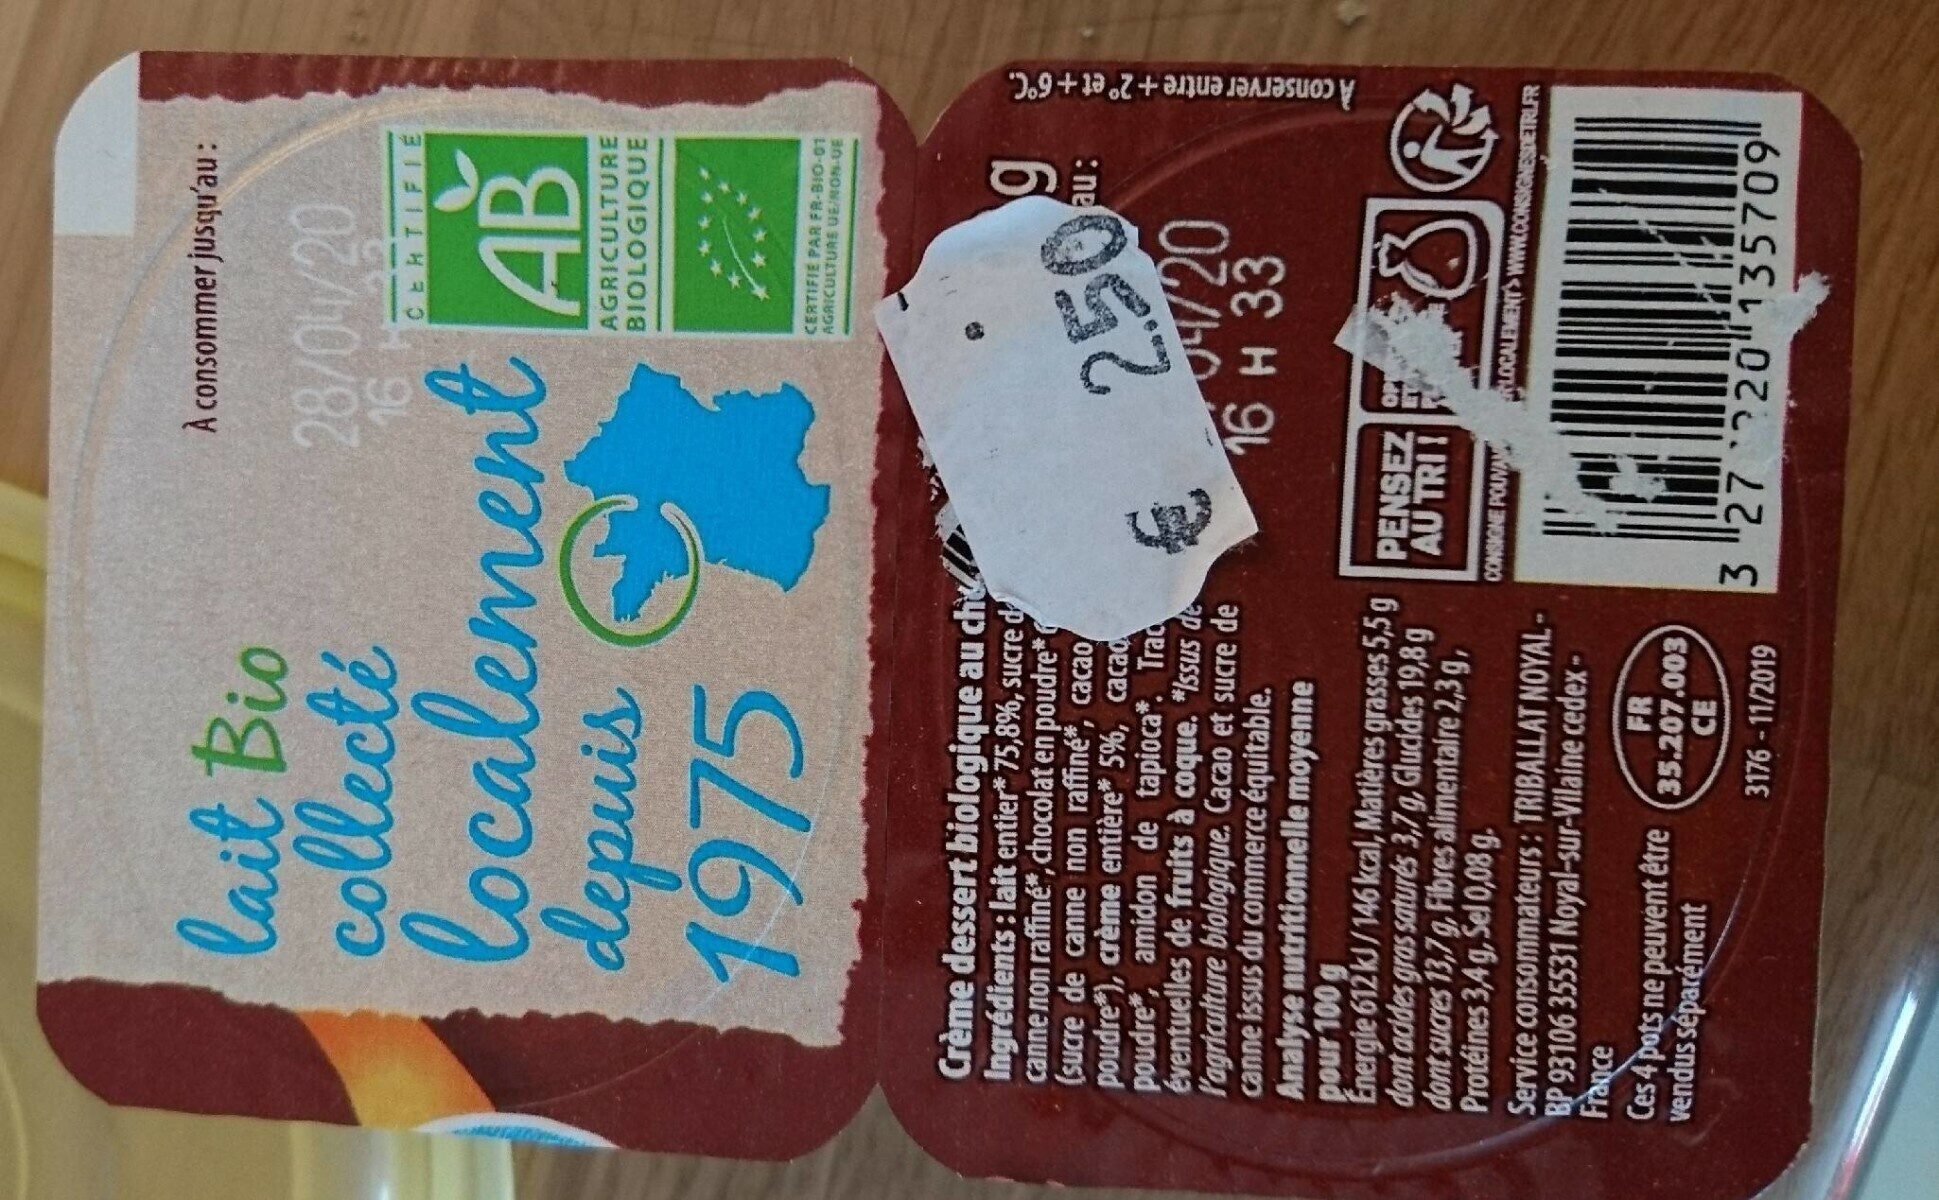 À consommer jusqu'au :
28/04/20
16 H 33
lait Bio
collecté
localement
depuis
1975
CERTIFIÉ
AB
AGRICULTURE
BIOLOGIQUE
CERTIFIÉ PAR FR-BIO-01
AGRICULTURE UE/NON-UE
Crème dessert biologique au
Ingrédients : lait entier* 75,8%, sucre de
canne non raffiné*, chocolat en poudre*
(sucre de canne non raffiné*, cacao
poudre*), crème entière* 5%, cacao
poudre*, amidon de tapioca*.
éventuelles de fruits à coque. *Issus de
l'agriculture biologique. Cacao et sucre de
canne issus du commerce équitable.
Analyse nutritionnelle moyenne
pour 100 g
Énergie 612 kJ / 146 kcal, Matières grasses 5,5 g
dont acides gras saturés 3,7 g, Glucides 19,8 g
dont sucres 13,7 g, Fibres alimentaire 2,3 g,
Protéines 3,4 g, Sel 0,08 g.
Service consommateurs : TRIBALLAT NOYAL -
BP 93106 35531 Noyal-sur-Vilaine cedex -
France
Ces 4 pots ne peuvent être
vendus séparément
FR
35.207.003
CE
3176 - 11/2019
g
au :
04/20
16 H 33
€ 2.50
À conserver entre + 2° et + 6°C.
PENSEZ
AU TRI !
CONSIGNE WWW.CONSIGNESDETRI.FR
3 27 220 135709